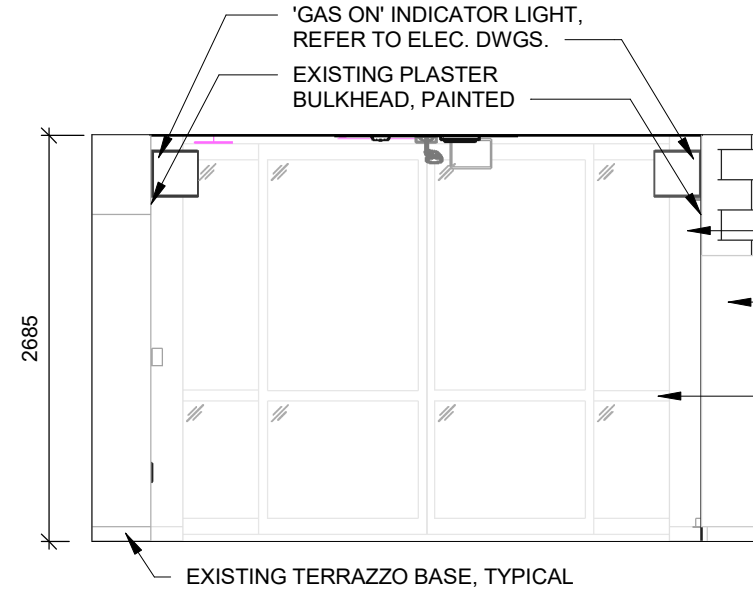 'GAS ON' INDICATOR LIGHT,
REFER TO ELEC. DWGS.
EXISTING PLASTER
BULKHEAD, PAINTED
2685
EXISTING TERRAZZO BASE, TYPICAL